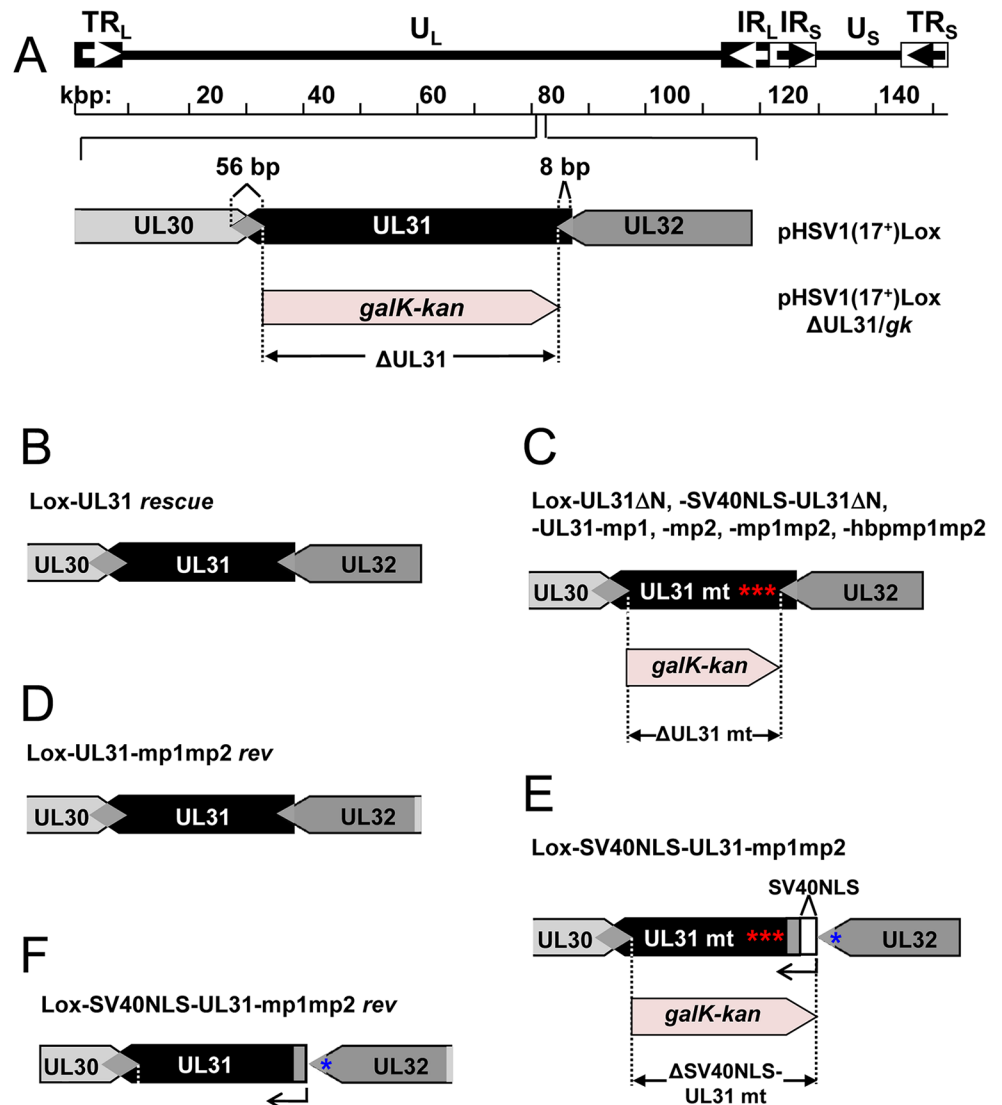 A
TRL UL IRL IRS US TRS
kbp: 20 40 60 80 100 120 140
56 bp 8 bp
UL30 UL31 UL32 pHSV1(17+)Lox
galK-kan pHSV1(17+)Lox
ΔUL31/gk
ΔUL31
B
Lox-UL31 rescue
UL30 UL31 UL32
C
Lox-UL31ΔN, -SV40NLS-UL31ΔN,
-UL31-mp1, -mp2, -mp1mp2, -hbpmp1mp2
UL30 UL31 mt *** UL32
galK-kan
ΔUL31 mt
D
Lox-UL31-mp1mp2 rev
UL30 UL31 UL32
E
Lox-SV40NLS-UL31-mp1mp2
SV40NLS
UL30 UL31 mt *** * UL32
galK-kan
ΔSV40NLS-
UL31 mt
F
Lox-SV40NLS-UL31-mp1mp2 rev
UL30 UL31 * UL32